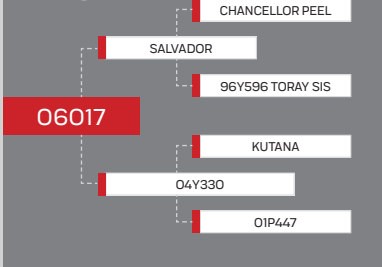 CHANCELLOR PEEL
SALVADOR
96Y596 TORAY SIS
06017
KUTANA
04Y330
01P447